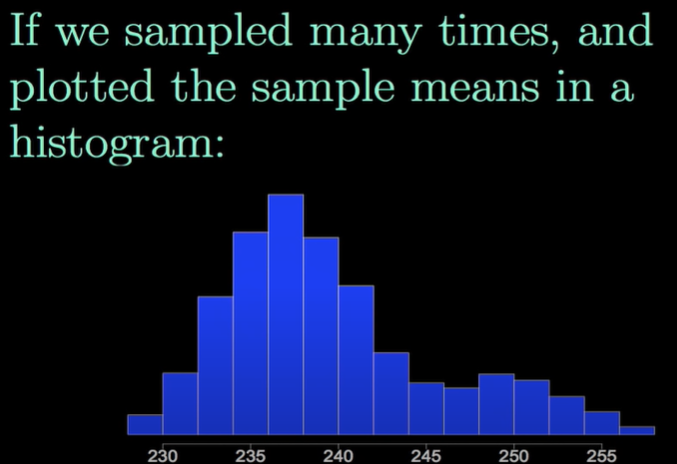 If we sampled many times, and
plotted the sample means in a
histogram:
230 235 240 245 250 255